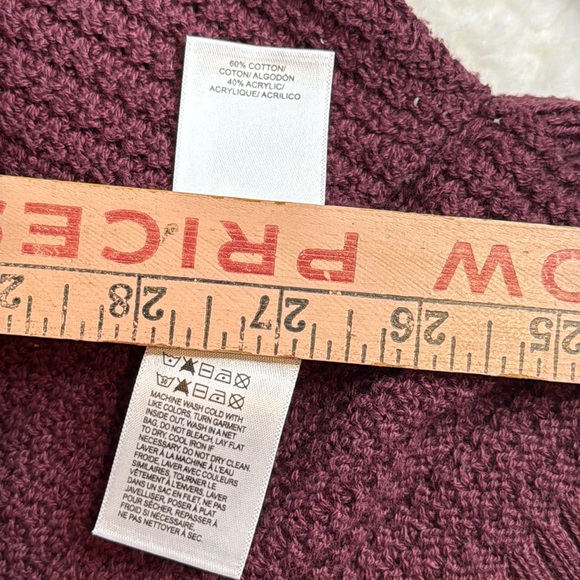 60% COTTON/
COTON/ ALGODÓN
40% ACRYLIC/
ACRYLIQUE/ ACRILICO
OW PRICES
25 26 27 28 2
MACHINE WASH COLD WITH
LIKE COLORS, TURN GARMENT
INSIDE OUT, WASH IN A NET
BAG, DO NOT BLEACH, LAY FLAT
TO DRY, COOL IRON IF
NECESSARY, DO NOT DRY CLEAN.
LAVER À LA MACHINE À L'EAU
FROIDE, LAVER AVEC COULEURS
SIMILAIRES, TOURNER LE
VÊTEMENT À L'ENVERS, LAVER
DANS UN SAC EN FILET, NE PAS
JAVELLISER, POSER À PLAT
POUR SÉCHER, REPASSER À
FROID SI NÉCESSAIRE,
NE PAS NETTOYER À SEC.